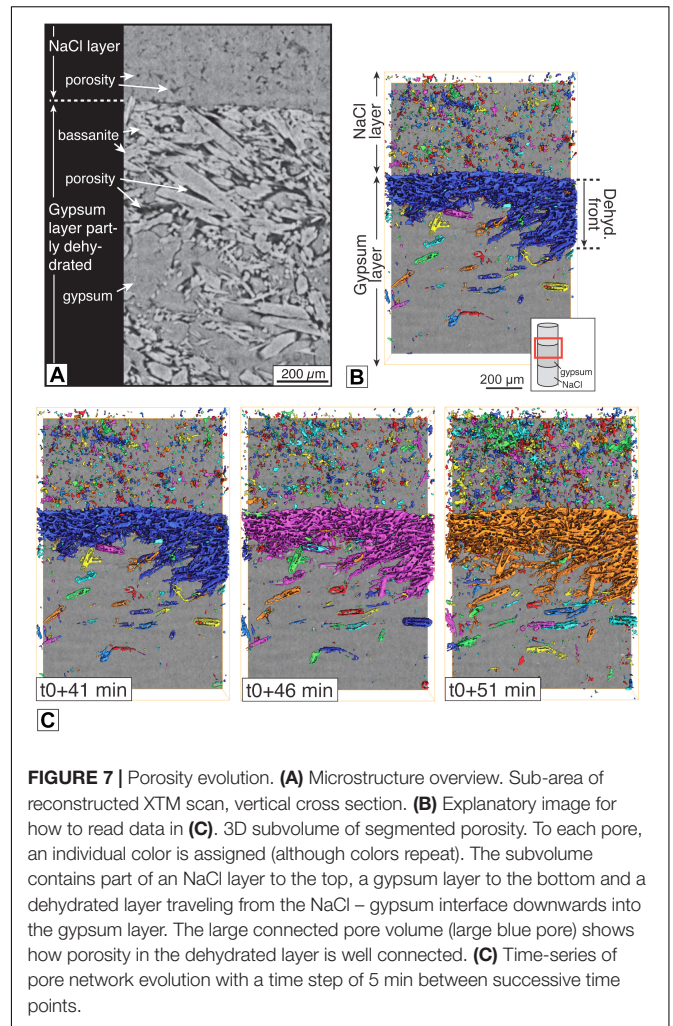 NaCl layer
porosity
bassanite
porosity
Gypsum
layer part-
ly dehy-
drated
gypsum
A
200 µm
NaCl
layer
Gypsum
layer
Dehyd.
front
B
200 µm
gypsum
NaCl
t0+41 min
t0+46 min
t0+51 min
C
FIGURE 7 | Porosity evolution. (A) Microstructure overview. Sub-area of
reconstructed XTM scan, vertical cross section. (B) Explanatory image for
how to read data in (C). 3D subvolume of segmented porosity. To each pore,
an individual color is assigned (although colors repeat). The subvolume
contains part of an NaCl layer to the top, a gypsum layer to the bottom and a
dehydrated layer traveling from the NaCl – gypsum interface downwards into
the gypsum layer. The large connected pore volume (large blue pore) shows
how porosity in the dehydrated layer is well connected. (C) Time-series of
pore network evolution with a time step of 5 min between successive time
points.